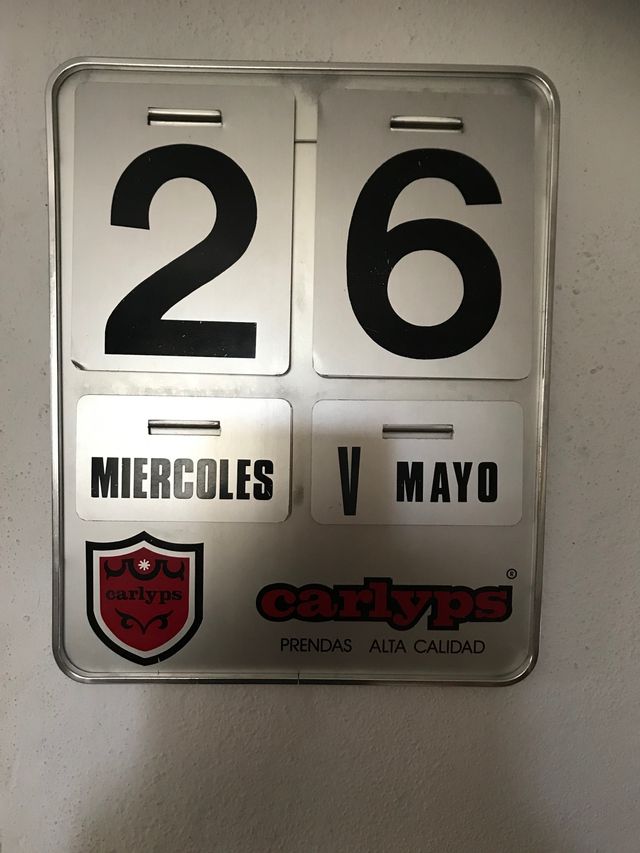 26
MIERCOLES
V MAYO
carlyps
carlyps®
PRENDAS ALTA CALIDAD